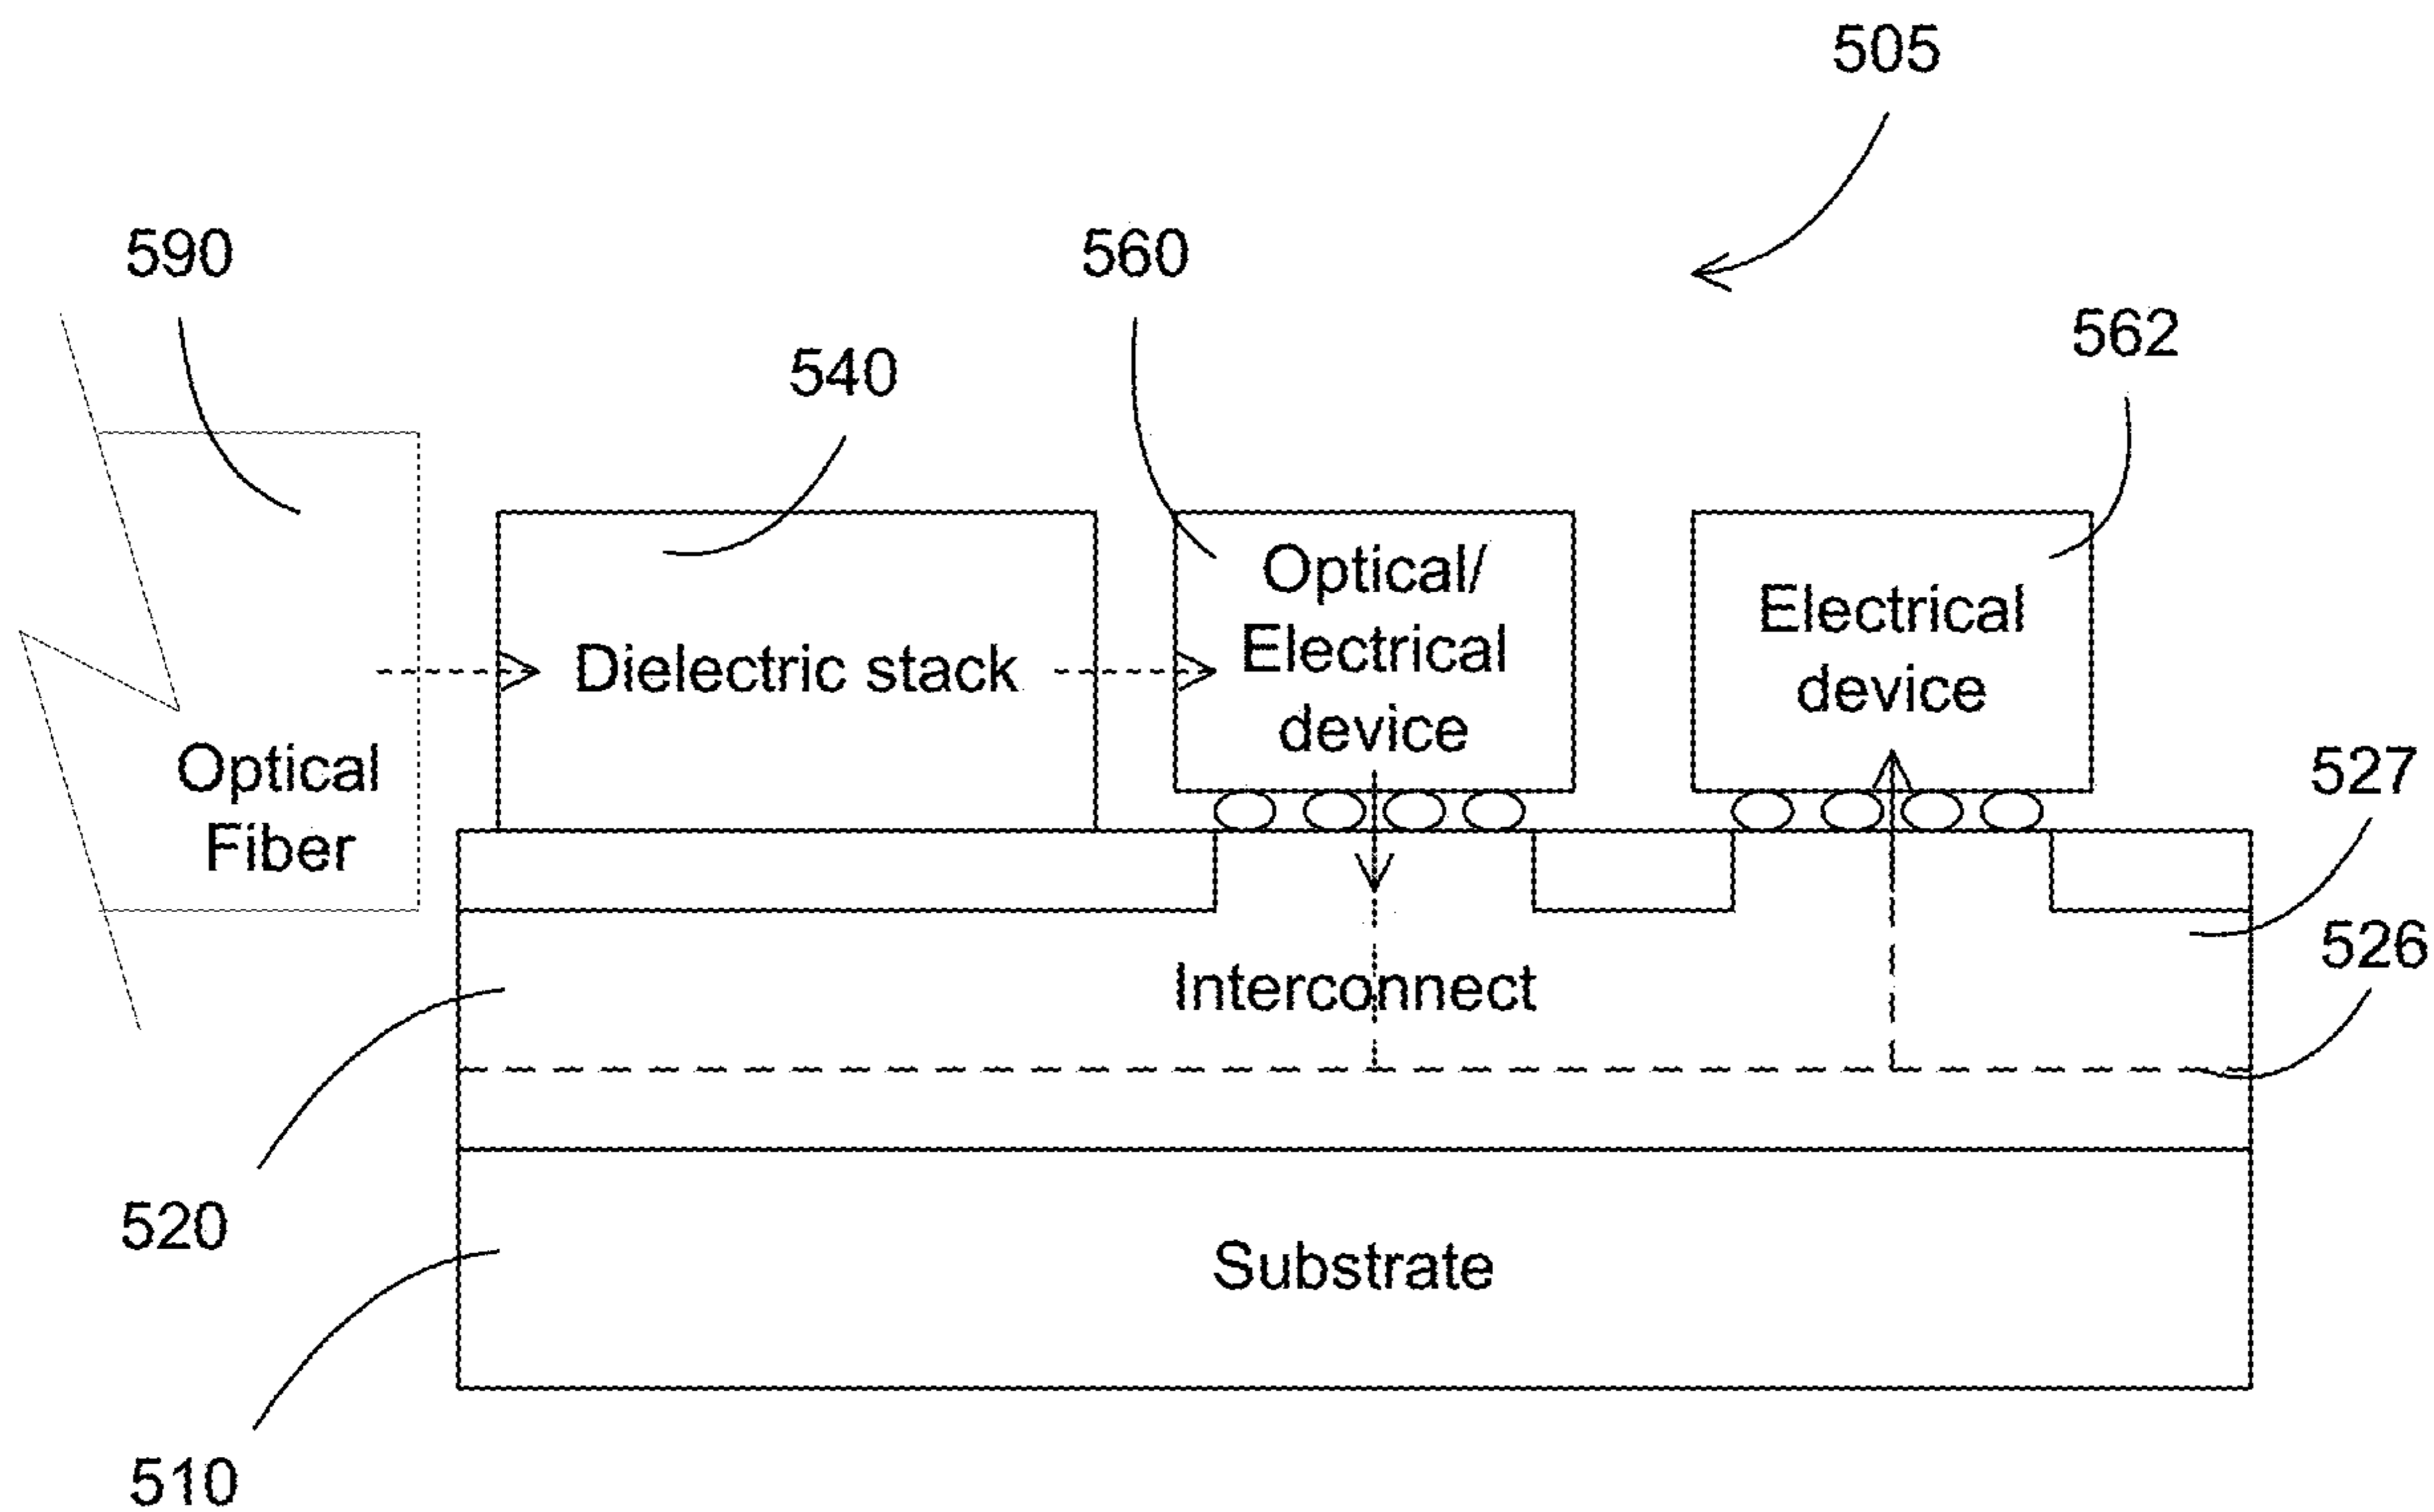 505
590
560
562
540
Optical/
Electrical
device
Electrical
device
Dielectric stack
Optical
Fiber
527
526
Interconnect
520
Substrate
510